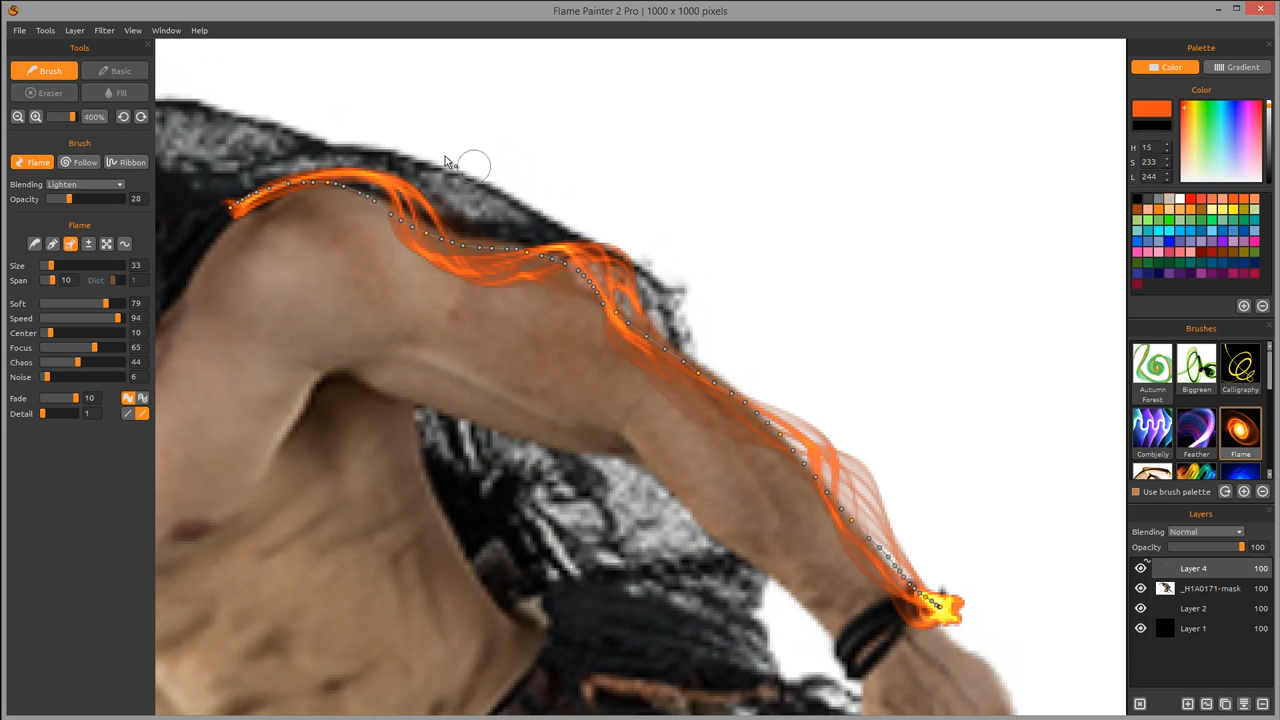 Flame Painter 2 Pro | 1000 x 1000 pixels
File Tools Layer Filter View Window Help
Tools
Brush Basic
Eraser Fill
400%
Brush
Flame Follow Ribbon
Blending Lighten
Opacity 28
Flame
Size 33
Span 10 Dist 1
Soft 79
Speed 94
Center 10
Focus 65
Chaos 44
Noise 6
Fade 10
Detail 1
Palette
Color Gradient
Color
H 15
S 233
L 244
Brushes
Autumn Forest Biggreen Calligraphy
Combjelly Feather Flame
Use brush palette
Layers
Blending Normal
Opacity 100
Layer 4 100
_H1A0171-mask 100
Layer 2 100
Layer 1 100